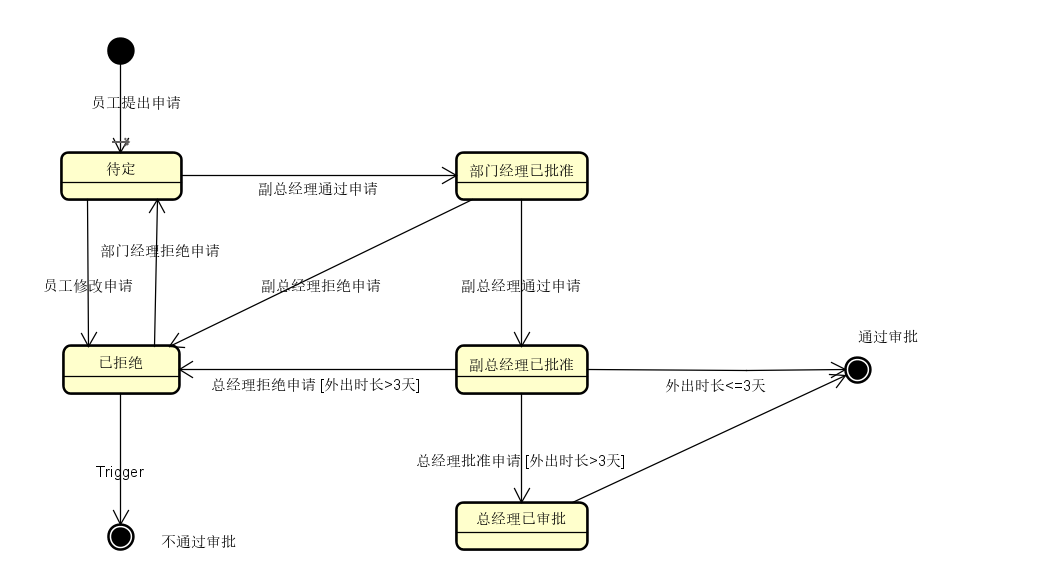 员工提出申请
待定
部门经理已批准
副总经理通过申请
部门经理拒绝申请
员工修改申请
副总经理拒绝申请
副总经理通过申请
通过审批
已拒绝
副总经理已批准
总经理拒绝申请 [外出时长>3天]
外出时长<=3天
总经理批准申请 [外出时长>3天]
Trigger
总经理已审批
不通过审批